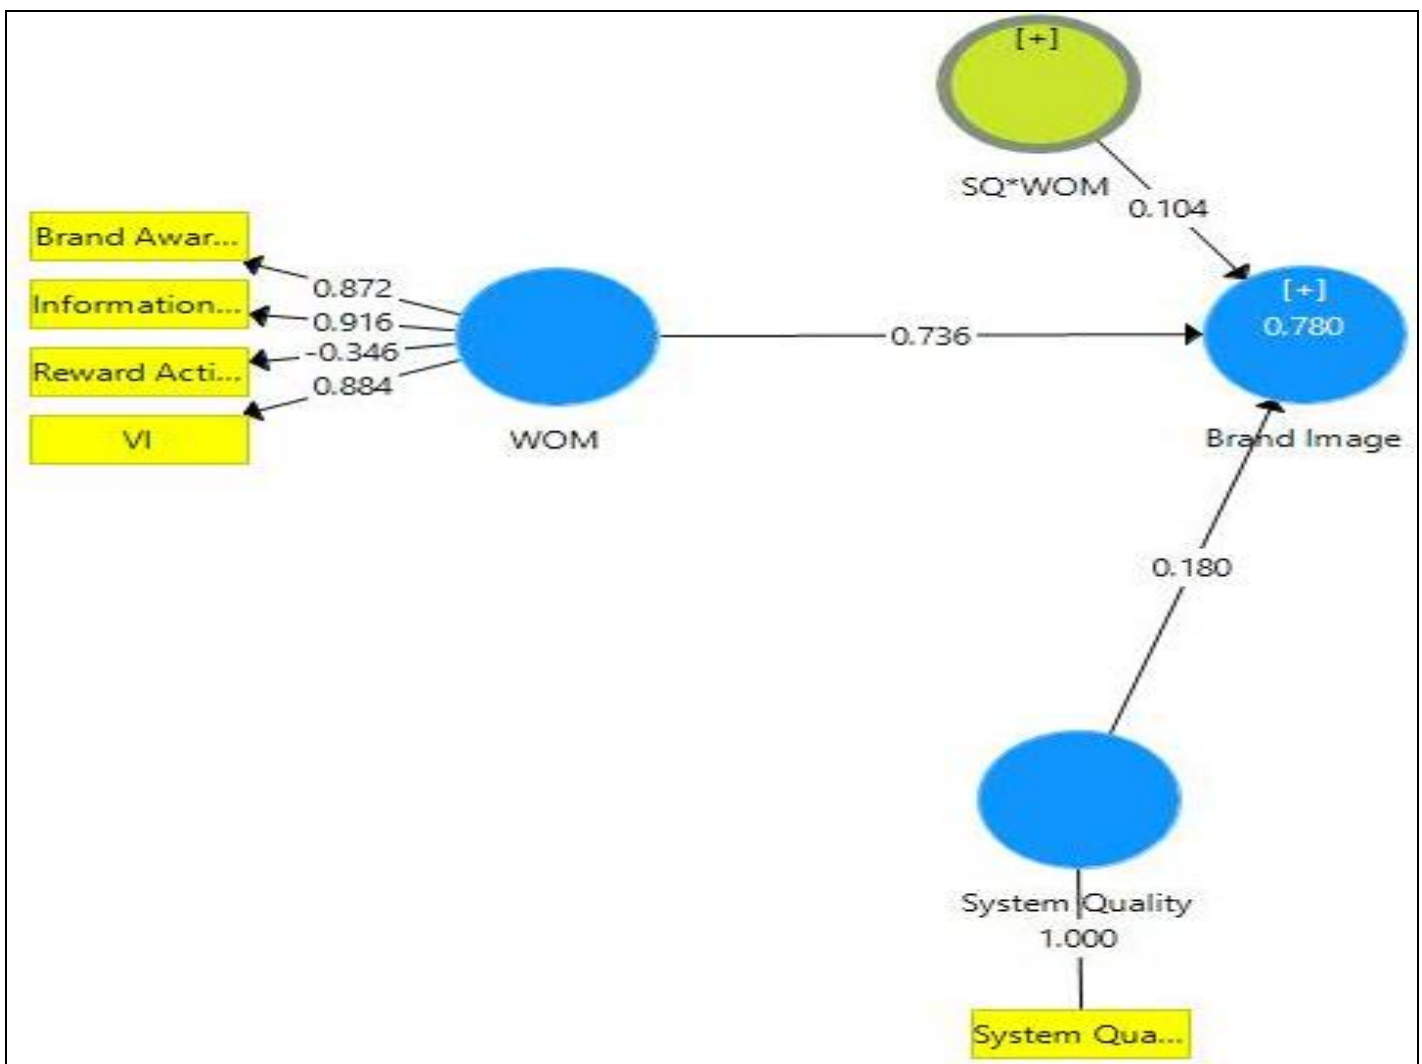 [+]
SQ*WOM
0.104
Brand Awar...
Information...
Reward Acti...
VI
0.872
0.916
-0.346
0.884
WOM
0.736
[+]
0.780
Brand Image
0.180
System Quality
1.000
System Qua...